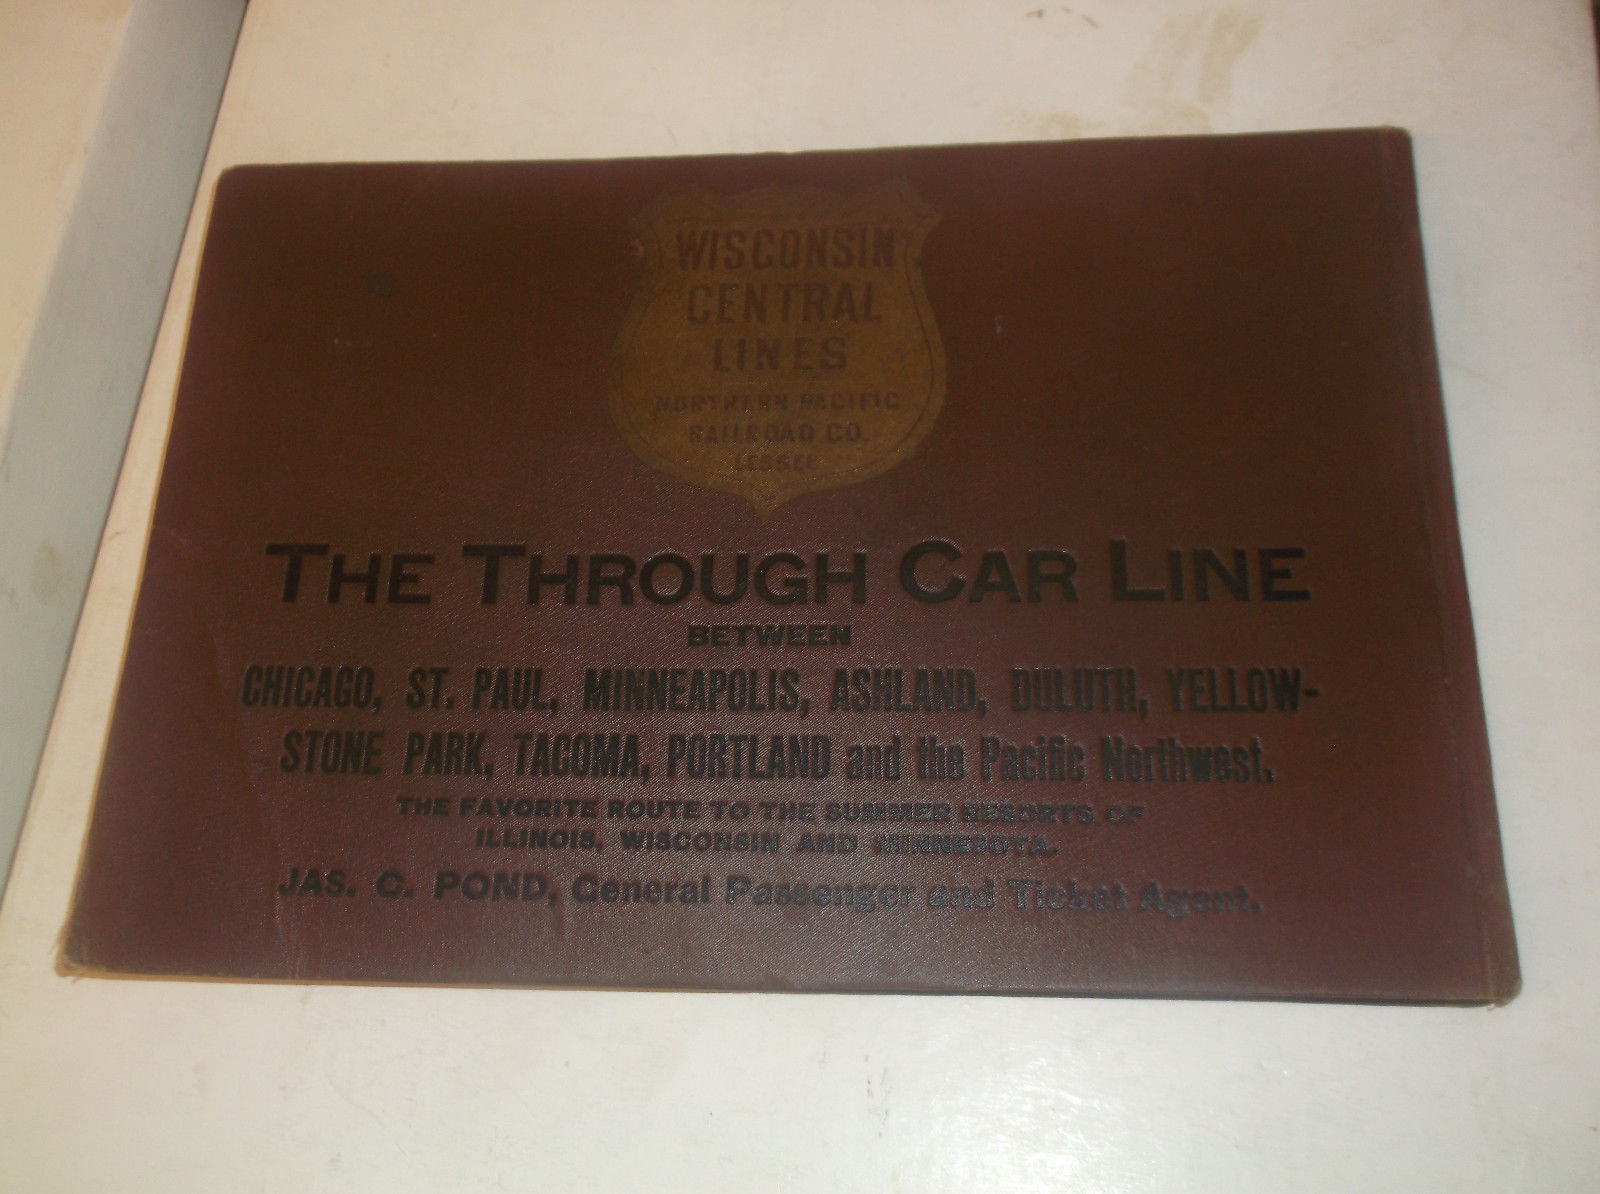 WISCONSIN
CENTRAL
LINES
NORTHERN PACIFIC
RAILROAD CO.
LESSEE
THE THROUGH CAR LINE
BETWEEN
CHICAGO, ST. PAUL, MINNEAPOLIS, ASHLAND, DULUTH, YELLOW-
STONE PARK, TACOMA, PORTLAND and the Pacific Northwest.
THE FAVORITE ROUTE TO THE SUMMER RESORTS OF
ILLINOIS, WISCONSIN AND MINNESOTA.
JAS. C. POND, General Passenger and Ticket Agent.